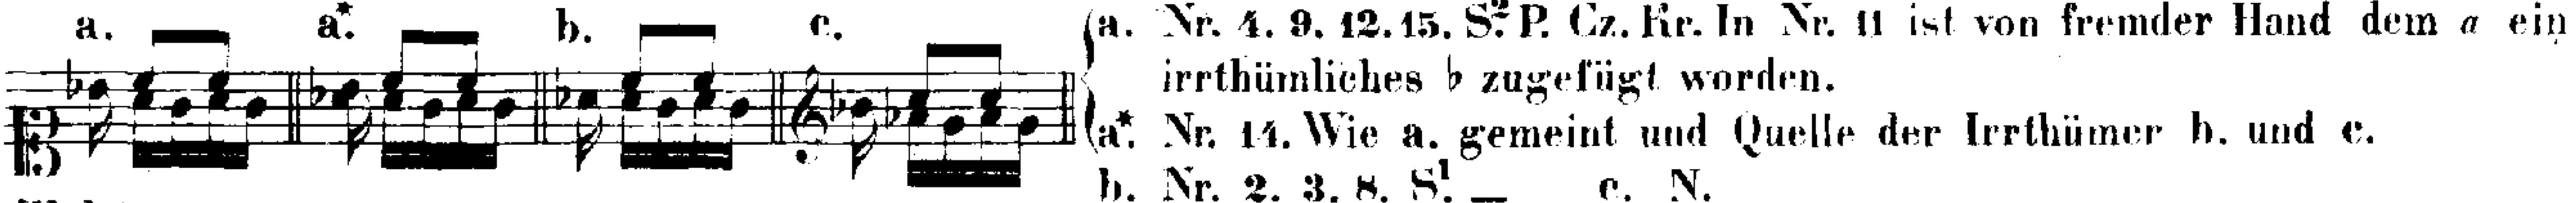 a. a*. b. c.
a. Nr. 4. 9. 12. 15. S². P. Cz. Kr. In Nr. 11 ist von fremder Hand dem a ein
irrthümliches ♭ zugefügt worden.
a*. Nr. 14. Wie a. gemeint und Quelle der Irrthümer b. und c.
b. Nr. 2. 3. 8. S¹. — c. N.